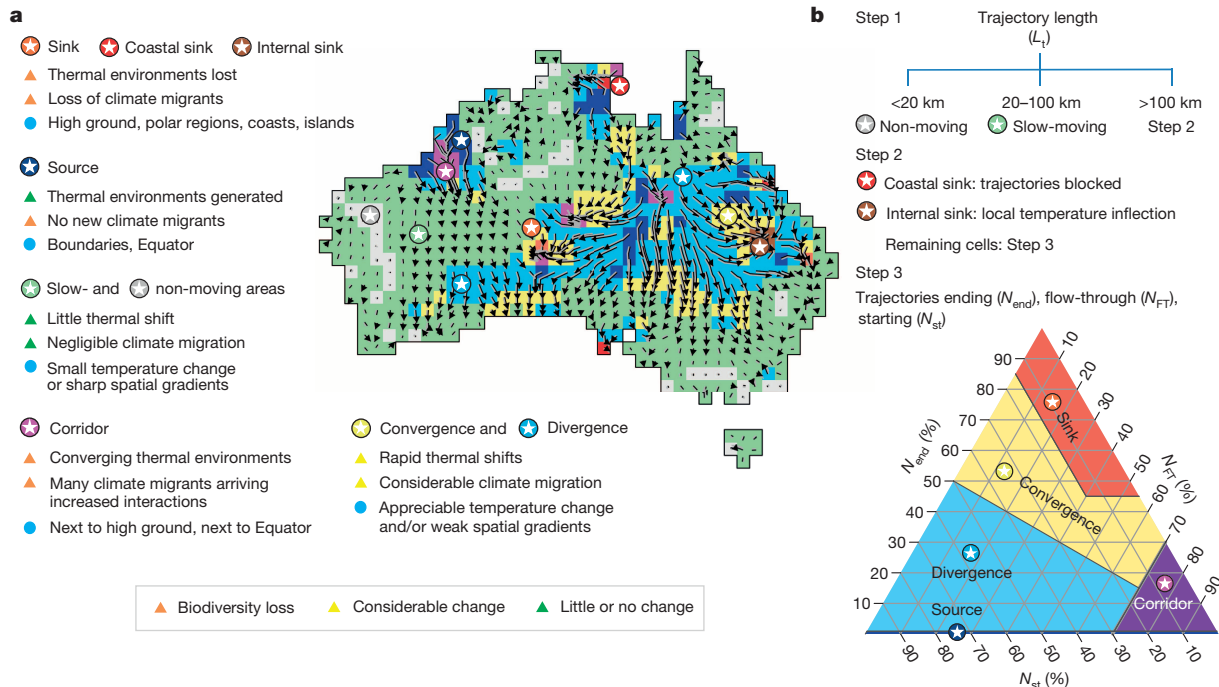 a
Sink Coastal sink Internal sink
Thermal environments lost
Loss of climate migrants
High ground, polar regions, coasts, islands
Source
Thermal environments generated
No new climate migrants
Boundaries, Equator
Slow- and non-moving areas
Little thermal shift
Negligible climate migration
Small temperature change
or sharp spatial gradients
Corridor
Converging thermal environments
Many climate migrants arriving
increased interactions
Next to high ground, next to Equator
Convergence and Divergence
Rapid thermal shifts
Considerable climate migration
Appreciable temperature change
and/or weak spatial gradients
Biodiversity loss Considerable change Little or no change
b
Step 1
Trajectory length
(Lt)
<20 km 20–100 km >100 km
Non-moving Slow-moving Step 2
Step 2
Coastal sink: trajectories blocked
Internal sink: local temperature inflection
Remaining cells: Step 3
Step 3
Trajectories ending (Nend), flow-through (NFT),
starting (Nst)
Nend (%)
90
80
70
60
50
40
30
20
10
NFT (%)
10
20
30
40
50
60
70
80
90
Sink
Convergence
Divergence
Source
Corridor
90 80 70 60 50 40 30 20 10
Nst (%)